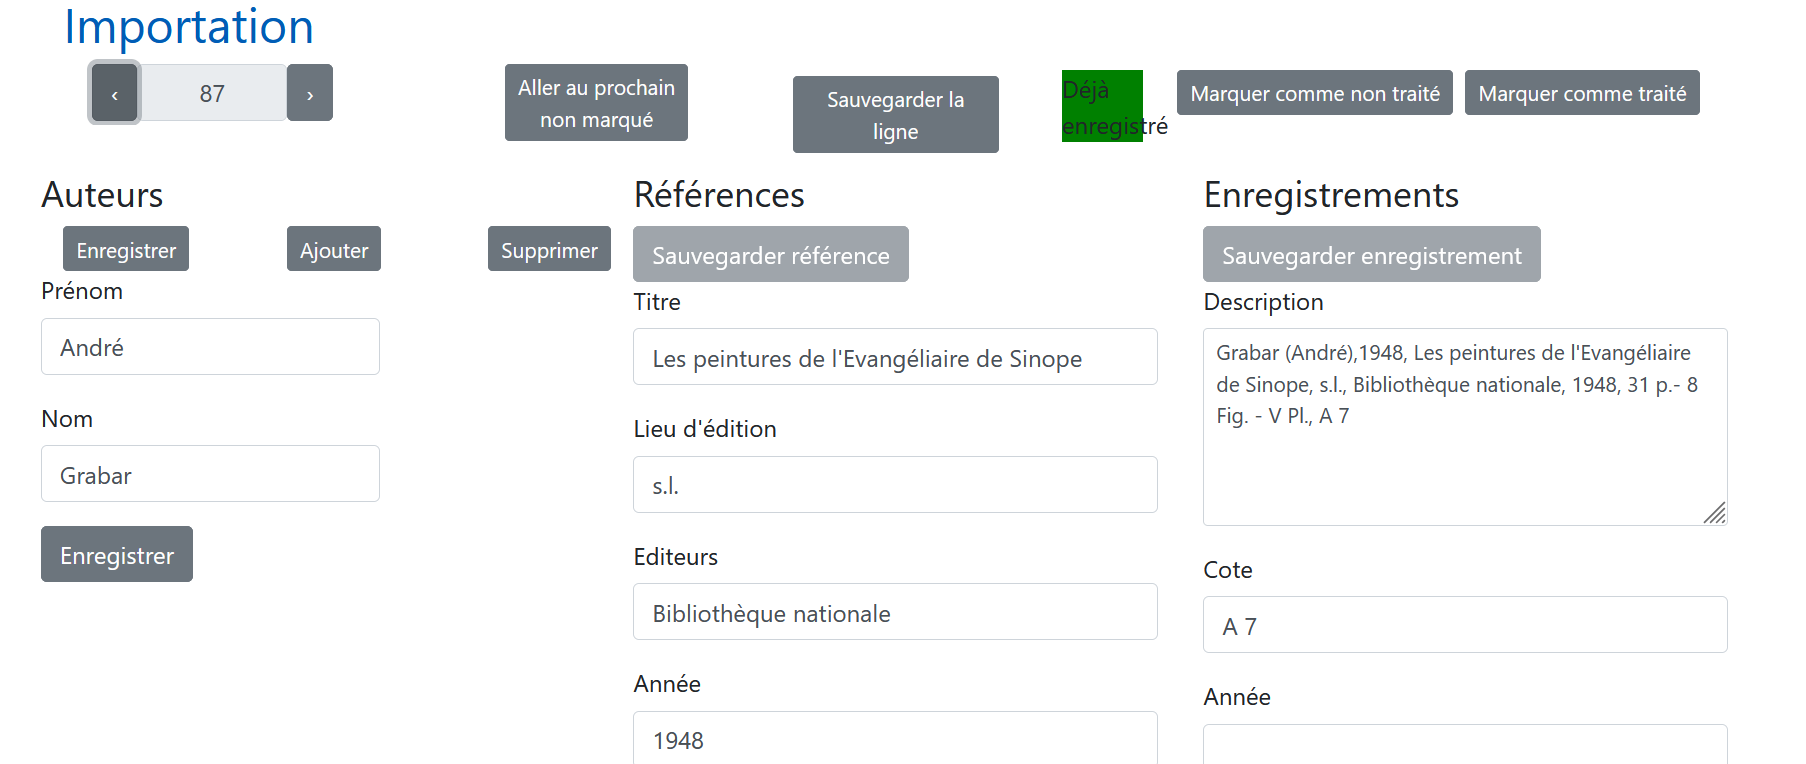 Importation
‹ 87 ›
Aller au prochain
non marqué
Sauvegarder la
ligne
Déjà
enregistré
Marquer comme non traité
Marquer comme traité
Auteurs
Enregistrer
Ajouter
Supprimer
Prénom
André
Nom
Grabar
Enregistrer
Références
Sauvegarder référence
Titre
Les peintures de l'Evangéliaire de Sinope
Lieu d'édition
s.l.
Editeurs
Bibliothèque nationale
Année
1948
Enregistrements
Sauvegarder enregistrement
Description
Grabar (André),1948, Les peintures de l'Evangéliaire
de Sinope, s.l., Bibliothèque nationale, 1948, 31 p.- 8
Fig. - V Pl., A 7
Cote
A 7
Année